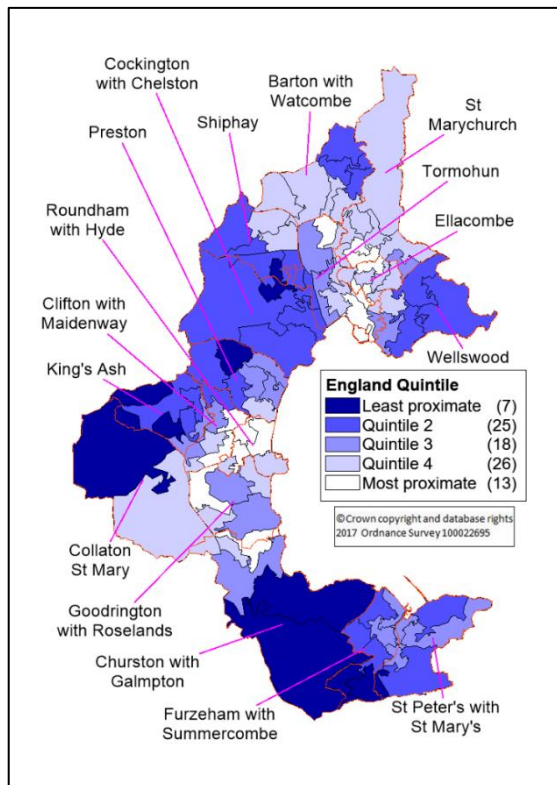 Cockington
with Chelston
Barton with
Watcombe
St
Marychurch
Preston
Shiphay
Tormohun
Roundham
with Hyde
Ellacombe
Clifton with
Maidenway
King's Ash
Wellswood
England Quintile
Least proximate (7)
Quintile 2 (25)
Quintile 3 (18)
Quintile 4 (26)
Most proximate (13)
©Crown copyright and database rights
2017 Ordnance Survey 100022695
Collaton
St Mary
Goodrington
with Roselands
Churston with
Galmpton
Furzeham with
Summercombe
St Peter's with
St Mary's